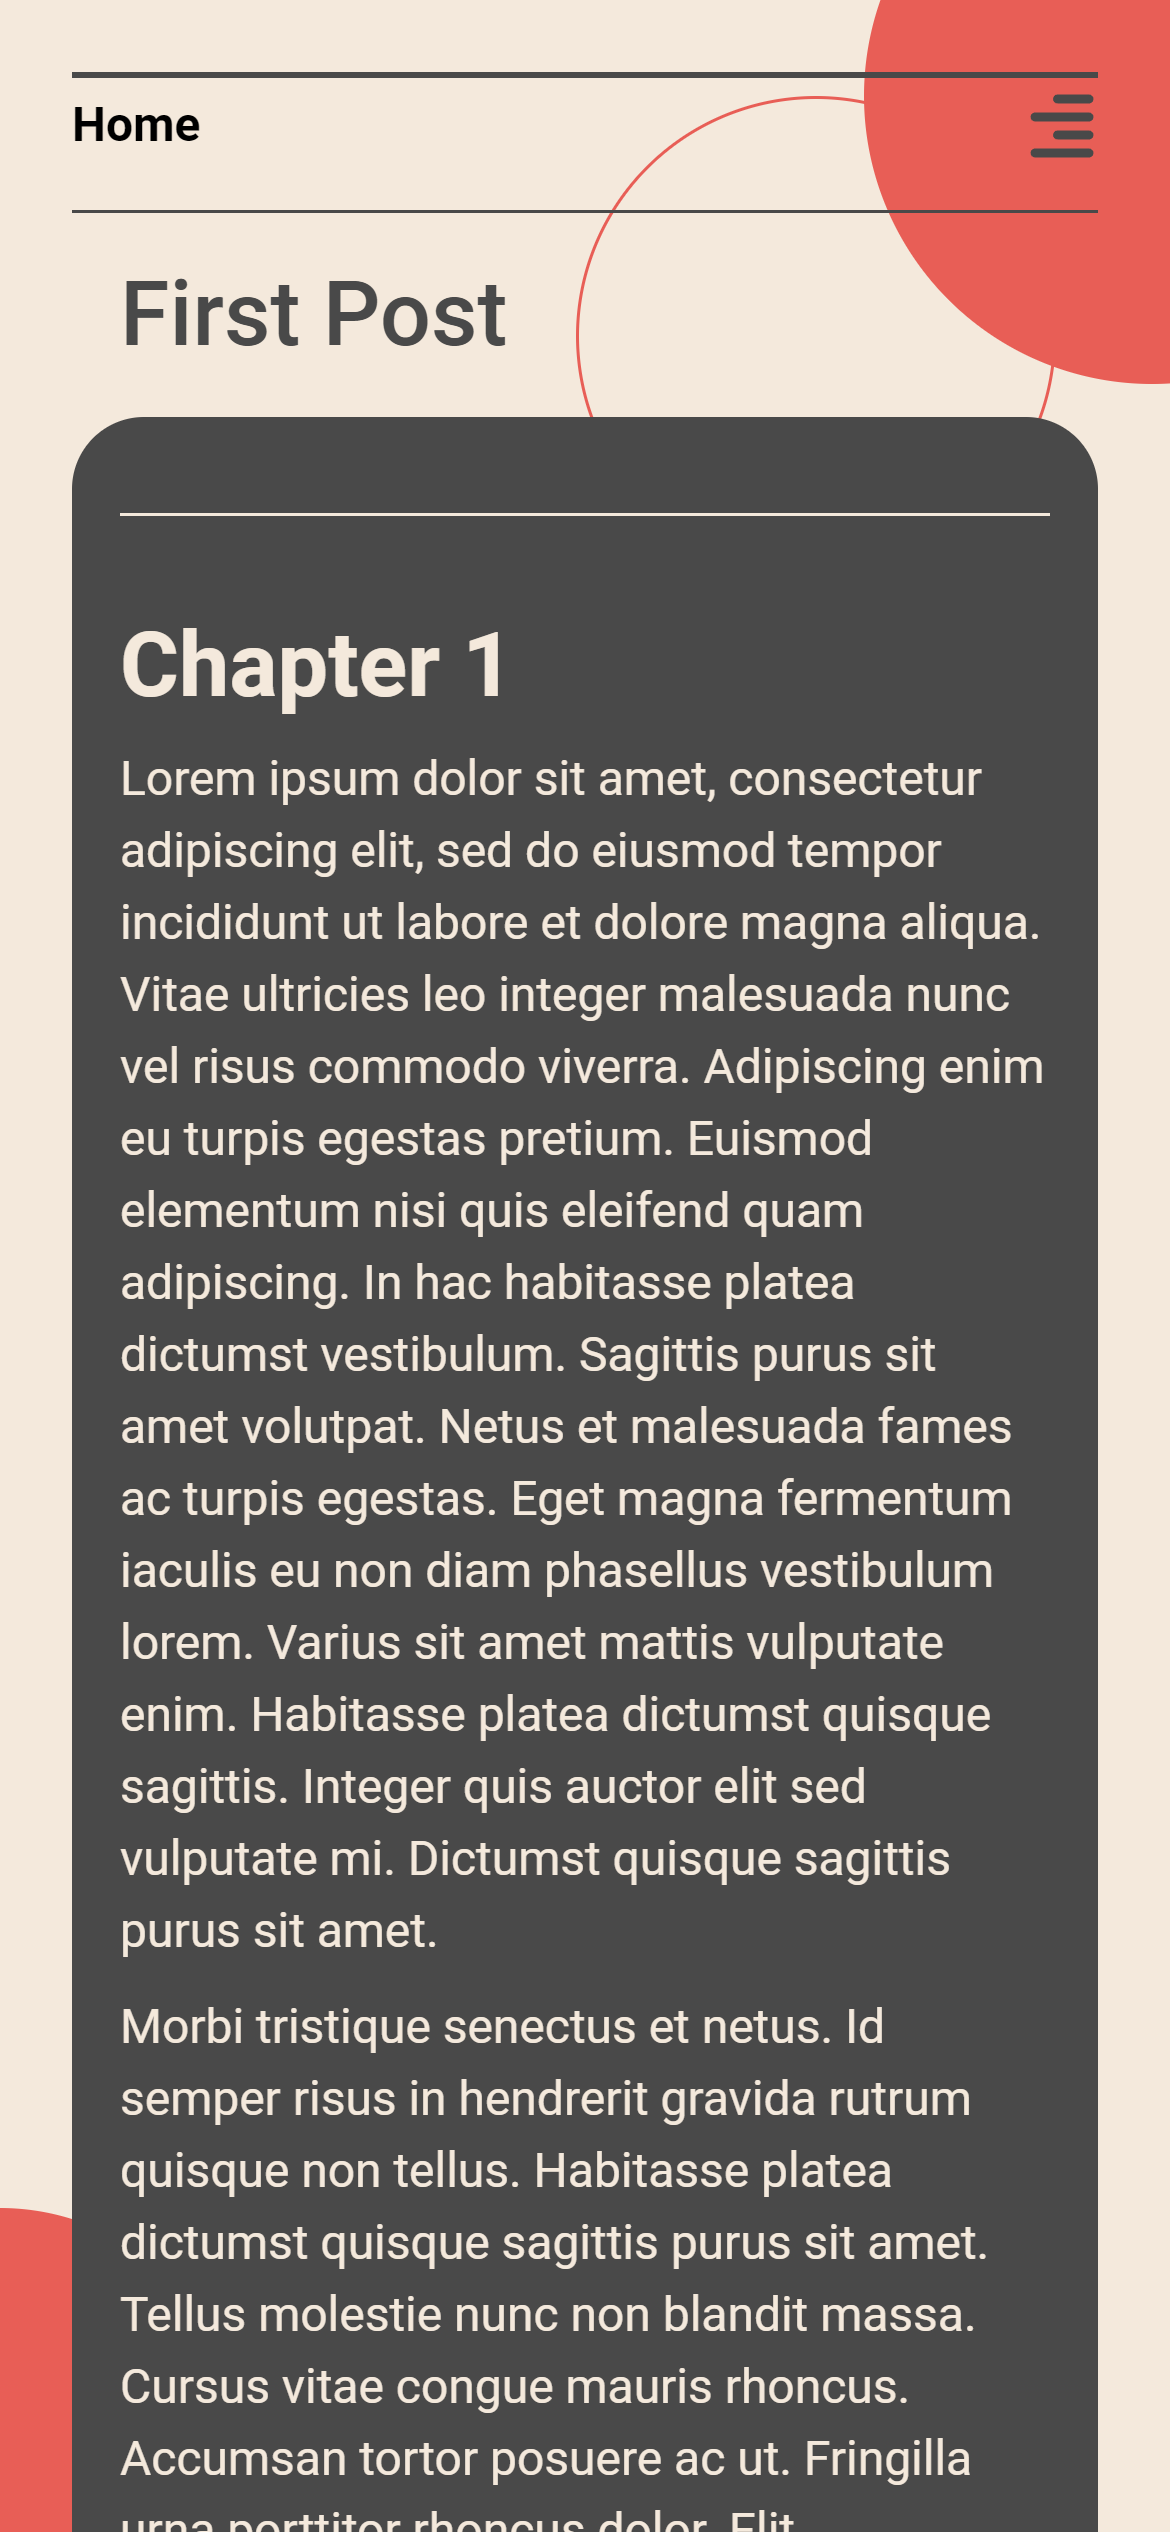 Home
First Post
Chapter 1
Lorem ipsum dolor sit amet, consectetur
adipiscing elit, sed do eiusmod tempor
incididunt ut labore et dolore magna aliqua.
Vitae ultricies leo integer malesuada nunc
vel risus commodo viverra. Adipiscing enim
eu turpis egestas pretium. Euismod
elementum nisi quis eleifend quam
adipiscing. In hac habitasse platea
dictumst vestibulum. Sagittis purus sit
amet volutpat. Netus et malesuada fames
ac turpis egestas. Eget magna fermentum
iaculis eu non diam phasellus vestibulum
lorem. Varius sit amet mattis vulputate
enim. Habitasse platea dictumst quisque
sagittis. Integer quis auctor elit sed
vulputate mi. Dictumst quisque sagittis
purus sit amet.
Morbi tristique senectus et netus. Id
semper risus in hendrerit gravida rutrum
quisque non tellus. Habitasse platea
dictumst quisque sagittis purus sit amet.
Tellus molestie nunc non blandit massa.
Cursus vitae congue mauris rhoncus.
Accumsan tortor posuere ac ut. Fringilla
urna porttitor rhoncus dolor. Elit